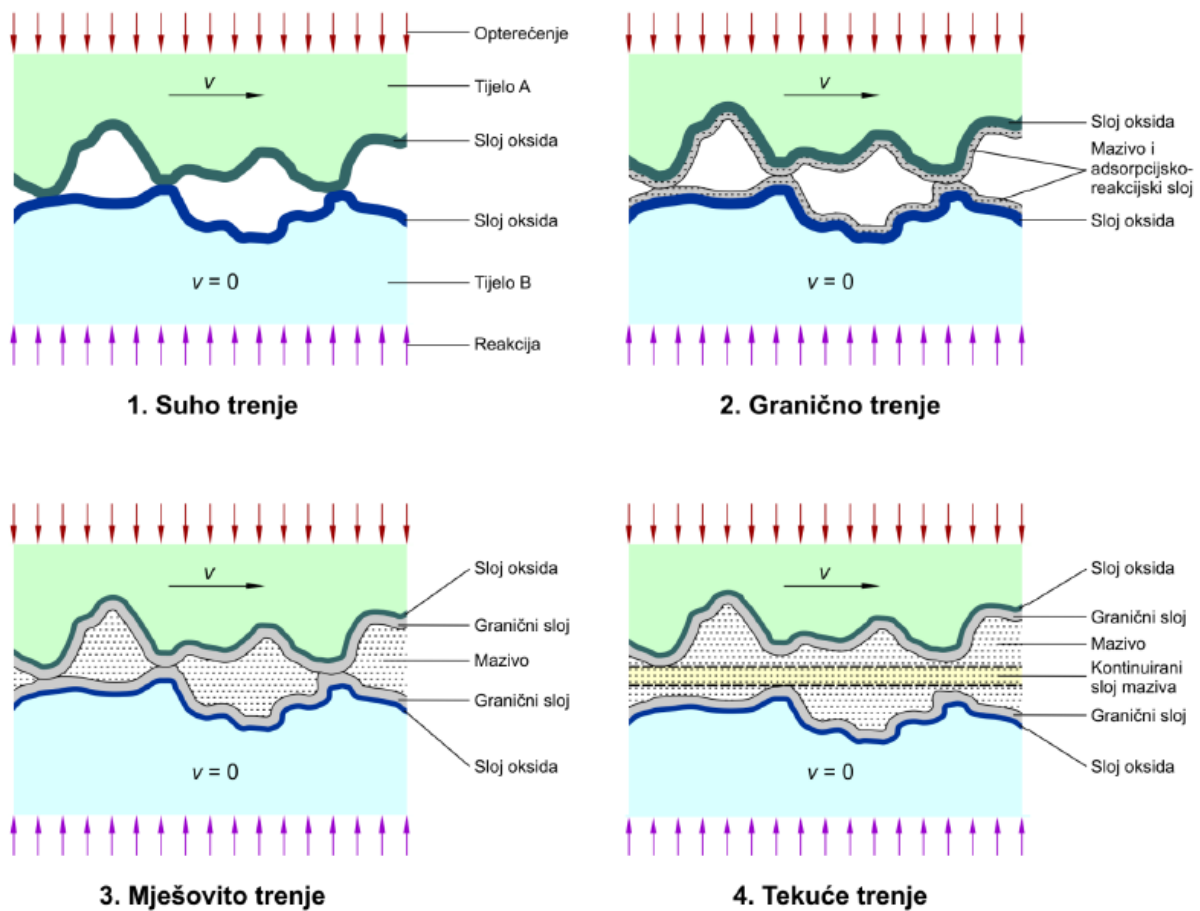 Opterećenje
v
Tijelo A
Sloj oksida
Sloj oksida
v = 0
Tijelo B
Reakcija
1. Suho trenje
v
Sloj oksida
Mazivo i
adsorpcijsko-
reakcijski sloj
Sloj oksida
v = 0
2. Granično trenje
v
Sloj oksida
Granični sloj
Mazivo
Granični sloj
Sloj oksida
v = 0
3. Mješovito trenje
v
Sloj oksida
Granični sloj
Mazivo
Kontinuirani
sloj maziva
Granični sloj
Sloj oksida
v = 0
4. Tekuće trenje